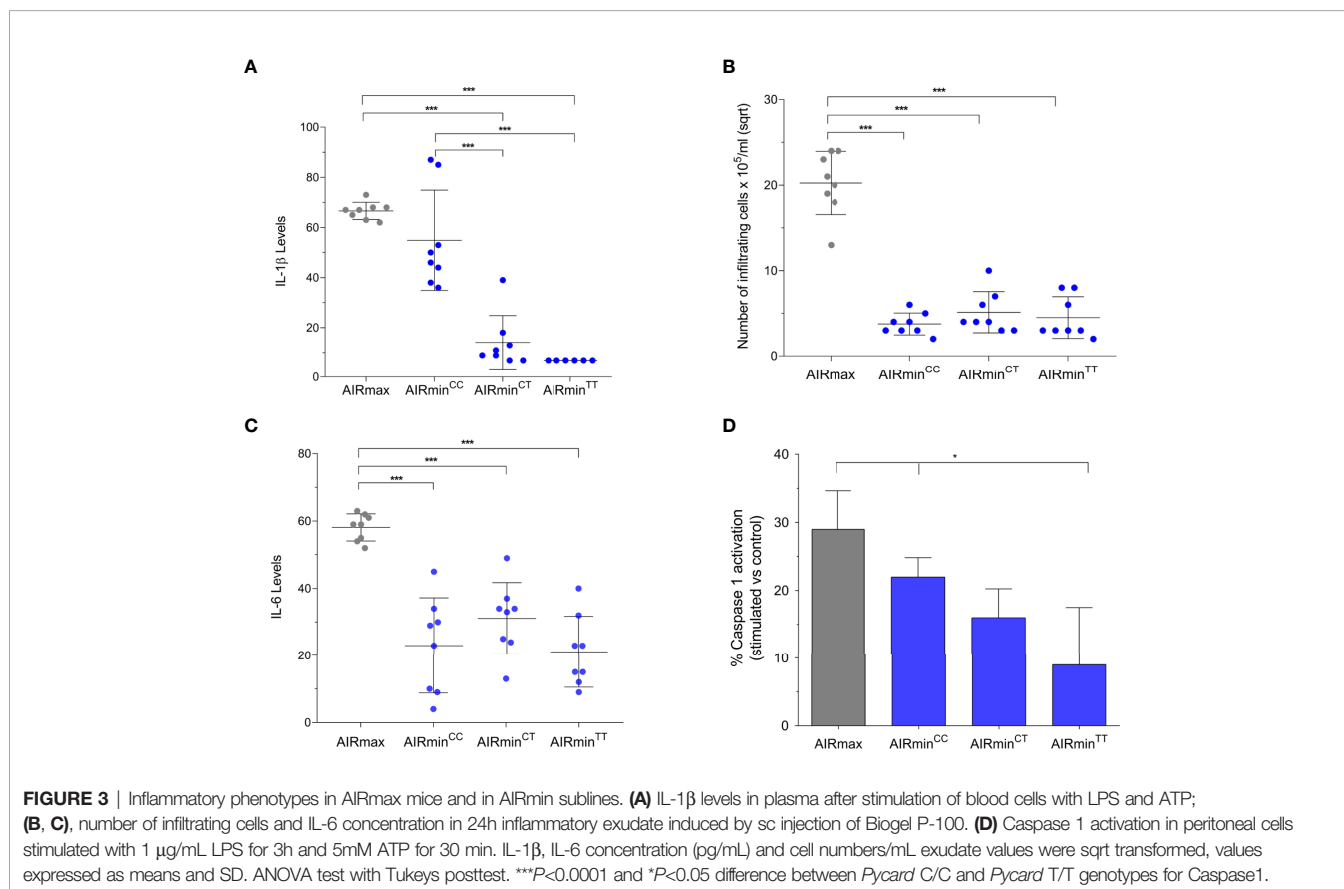 A
***
***
***
***
100
80
60
40
20
0
IL-1β Levels
AIRmax
AIRmin^CC
AIRmin^CT
AIRmin^TT
B
***
***
***
30
20
10
0
Number of infiltrating cells x 10⁵/ml (sqrt)
AIRmax
AIRmin^CC
AIRmin^CT
AIRmin^TT
C
***
***
***
80
60
40
20
0
IL-6 Levels
AIRmax
AIRmin^CC
AIRmin^CT
AIRmin^TT
D
*
40
30
20
10
0
% Caspase 1 activation
(stimulated vs control)
AIRmax
AIRmin^CC
AIRmin^CT
AIRmin^TT
FIGURE 3 | Inflammatory phenotypes in AIRmax mice and in AIRmin sublines. (A) IL-1β levels in plasma after stimulation of blood cells with LPS and ATP;
(B, C), number of infiltrating cells and IL-6 concentration in 24h inflammatory exudate induced by sc injection of Biogel P-100. (D) Caspase 1 activation in peritoneal cells
stimulated with 1 μg/mL LPS for 3h and 5mM ATP for 30 min. IL-1β, IL-6 concentration (pg/mL) and cell numbers/mL exudate values were sqrt transformed, values
expressed as means and SD. ANOVA test with Tukeys posttest. ***P<0.0001 and *P<0.05 difference between Pycard C/C and Pycard T/T genotypes for Caspase1.